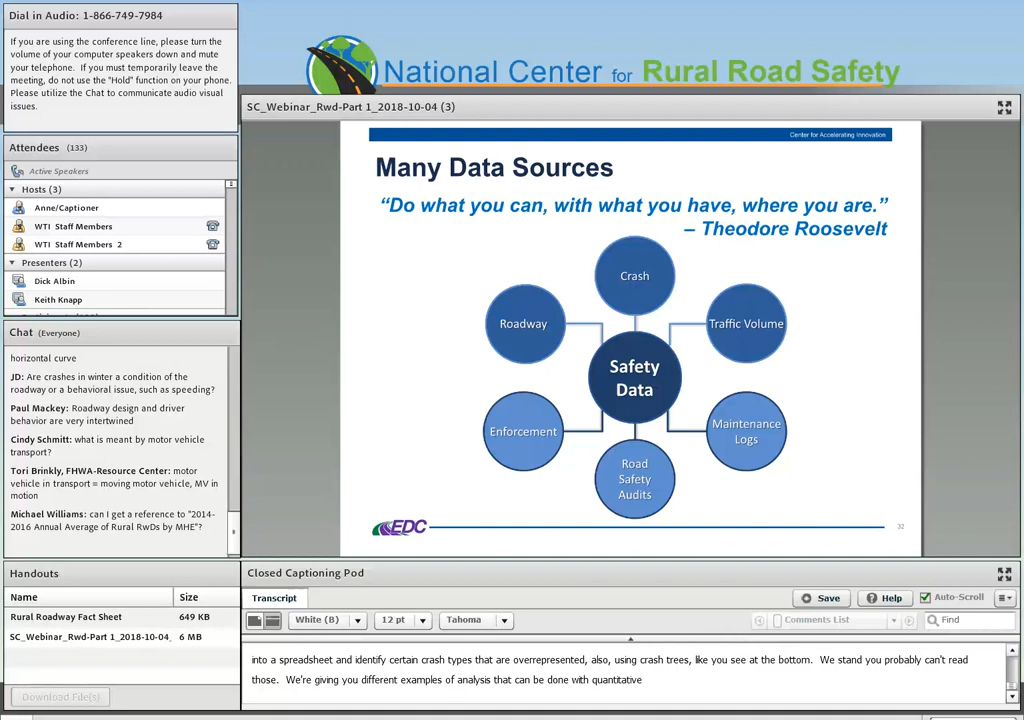 Dial in Audio: 1-866-749-7984
If you are using the conference line, please turn the
volume of your computer speakers down and mute
your telephone. If you must temporarily leave the
meeting, do not use the "Hold" function on your phone.
Please utilize the Chat to communicate audio visual
issues.
National Center for Rural Road Safety
Attendees (133)
Active Speakers
Hosts (3)
Anne/Captioner
WTI Staff Members
WTI Staff Members 2
Presenters (2)
Dick Albin
Keith Knapp
Chat (Everyone)
horizontal curve
JD: Are crashes in winter a condition of the
roadway or a behavioral issue, such as speeding?
Paul Mackey: Roadway design and driver
behavior are very intertwined
Cindy Schmitt: what is meant by motor vehicle
transport?
Tori Brinkly, FHWA-Resource Center: motor
vehicle in transport = moving motor vehicle, MV in
motion
Michael Williams: can I get a reference to "2014-
2016 Annual Average of Rural RwDs by MHE"?
Handouts
Name Size
Rural Roadway Fact Sheet 649 KB
SC_Webinar_Rwd-Part 1_2018-10-04_ 6 MB
Download File(s)
SC_Webinar_Rwd-Part 1_2018-10-04 (3)
Center for Accelerating Innovation
Many Data Sources
“Do what you can, with what you have, where you are.”
– Theodore Roosevelt
Crash
Roadway
Traffic Volume
Safety
Data
Enforcement
Maintenance
Logs
Road
Safety
Audits
EDC
32
Closed Captioning Pod
Transcript
Save
Help
Auto-Scroll
White (B)
12 pt
Tahoma
Comments List
Find
into a spreadsheet and identify certain crash types that are overrepresented, also, using crash trees, like you see at the bottom. We stand you probably can't read
those. We're giving you different examples of analysis that can be done with quantitative